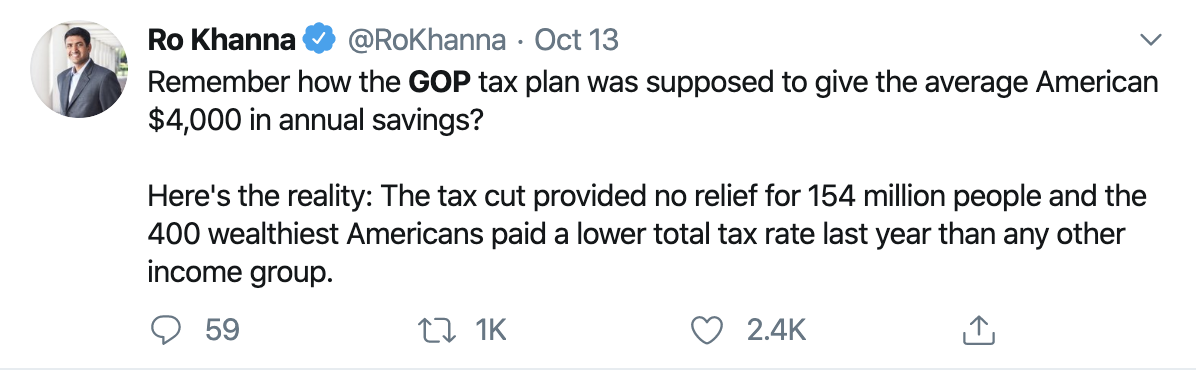 Ro Khanna @RoKhanna · Oct 13
Remember how the GOP tax plan was supposed to give the average American
$4,000 in annual savings?
Here's the reality: The tax cut provided no relief for 154 million people and the
400 wealthiest Americans paid a lower total tax rate last year than any other
income group.
59 1K 2.4K